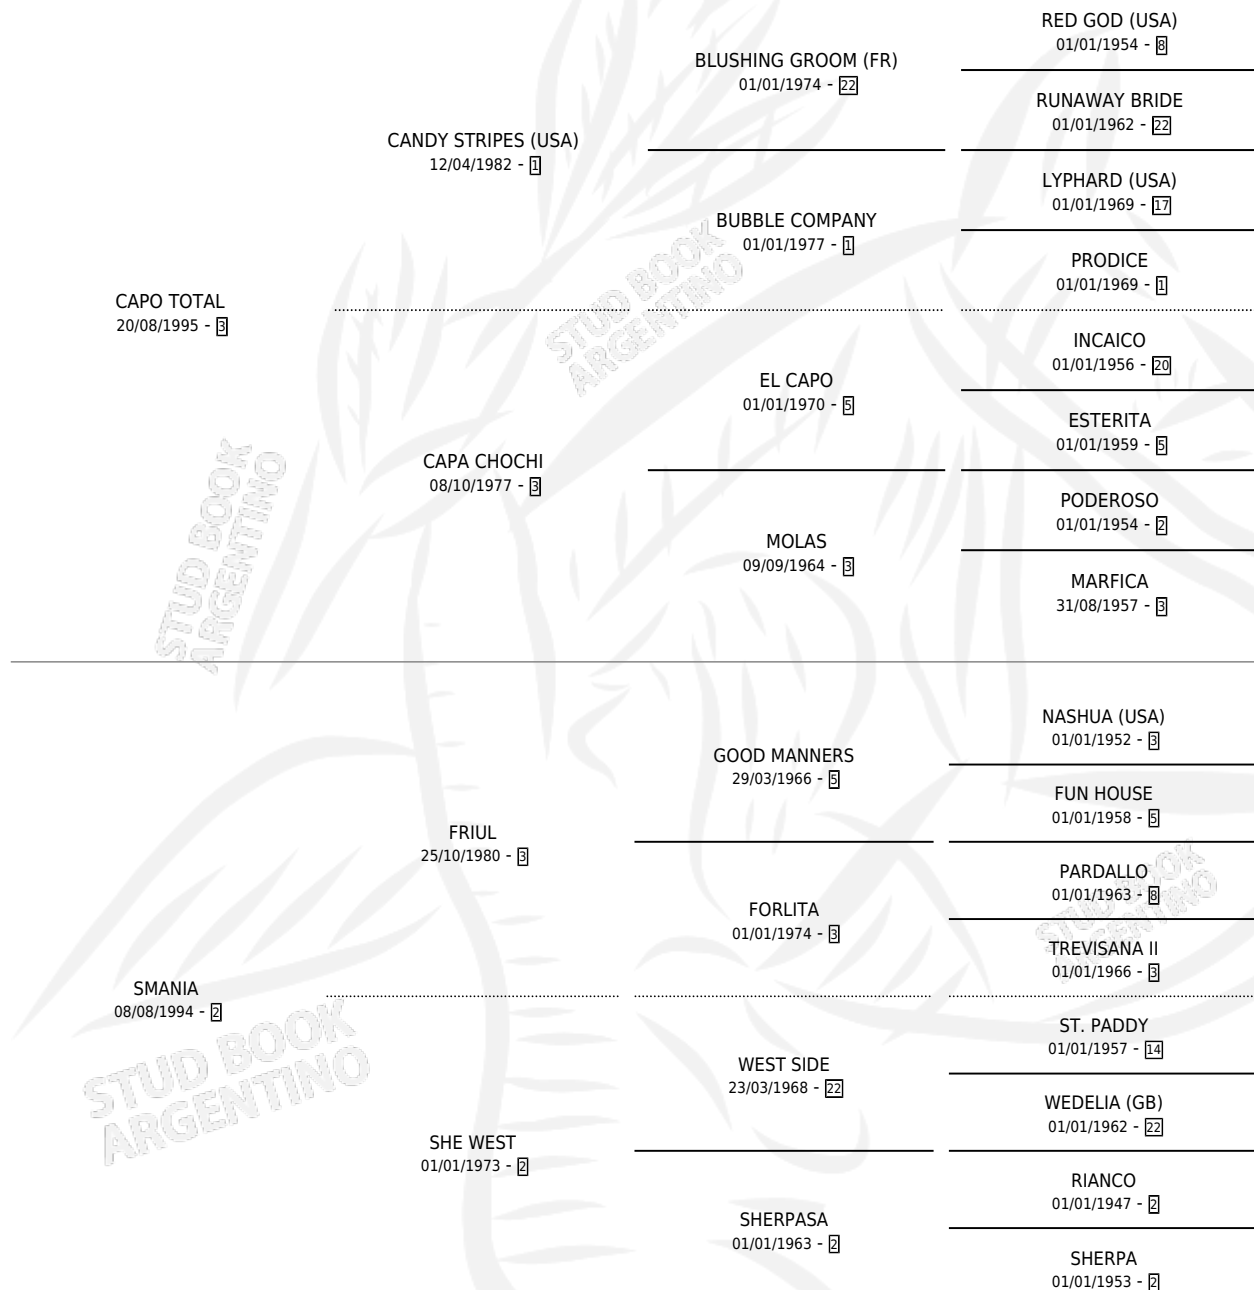 RED GOD (USA)
01/01/1954 - 8
BLUSHING GROOM (FR)
01/01/1974 - 22
RUNAWAY BRIDE
01/01/1962 - 22
CANDY STRIPES (USA)
12/04/1982 - 1
LYPHARD (USA)
01/01/1969 - 17
BUBBLE COMPANY
01/01/1977 - 1
PRODICE
01/01/1969 - 1
CAPO TOTAL
20/08/1995 - 3
INCAICO
01/01/1956 - 20
EL CAPO
01/01/1970 - 5
ESTERITA
01/01/1959 - 5
CAPA CHOCHI
08/10/1977 - 3
PODEROSO
01/01/1954 - 2
MOLAS
09/09/1964 - 3
MARFICA
31/08/1957 - 3
NASHUA (USA)
01/01/1952 - 3
GOOD MANNERS
29/03/1966 - 5
FUN HOUSE
01/01/1958 - 5
FRIUL
25/10/1980 - 3
PARDALLO
01/01/1963 - 8
FORLITA
01/01/1974 - 3
TREVISANA II
01/01/1966 - 3
SMANIA
08/08/1994 - 2
ST. PADDY
01/01/1957 - 14
WEST SIDE
23/03/1968 - 22
WEDELIA (GB)
01/01/1962 - 22
SHE WEST
01/01/1973 - 2
RIANCO
01/01/1947 - 2
SHERPASA
01/01/1963 - 2
SHERPA
01/01/1953 - 2
STUD BOOK
ARGENTINO
STUD BOOK
ARGENTINO
STUD BOOK
ARGENTINO
STUD BOOK
ARGENTINO